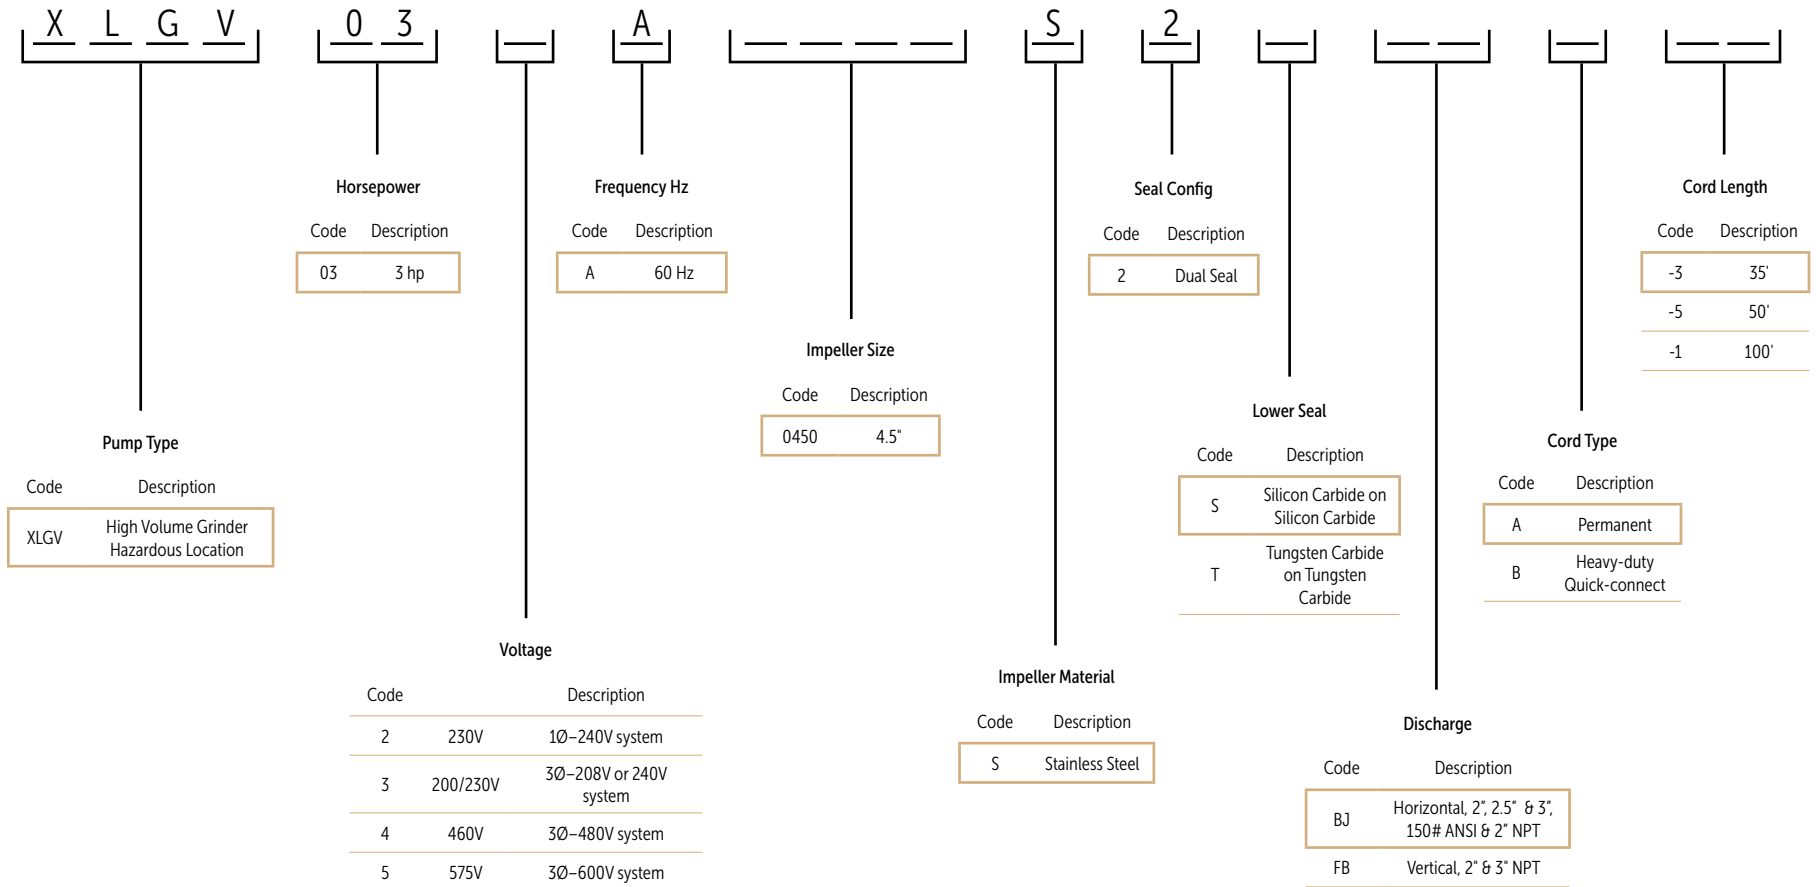 X L G V 0 3 A S 2
Horsepower
Code Description
03 3 hp
Frequency Hz
Code Description
A 60 Hz
Seal Config
Code Description
2 Dual Seal
Cord Length
Code Description
-3 35'
-5 50'
-1 100'
Impeller Size
Code Description
0450 4.5"
Pump Type
Code Description
XLGV High Volume Grinder
Hazardous Location
Lower Seal
Code Description
S Silicon Carbide on
Silicon Carbide
T Tungsten Carbide
on Tungsten
Carbide
Cord Type
Code Description
A Permanent
B Heavy-duty
Quick-connect
Voltage
Code Description
2 230V 1Ø–240V system
3 200/230V 3Ø–208V or 240V
system
4 460V 3Ø–480V system
5 575V 3Ø–600V system
Impeller Material
Code Description
S Stainless Steel
Discharge
Code Description
BJ Horizontal, 2", 2.5" & 3",
150# ANSI & 2" NPT
FB Vertical, 2" & 3" NPT